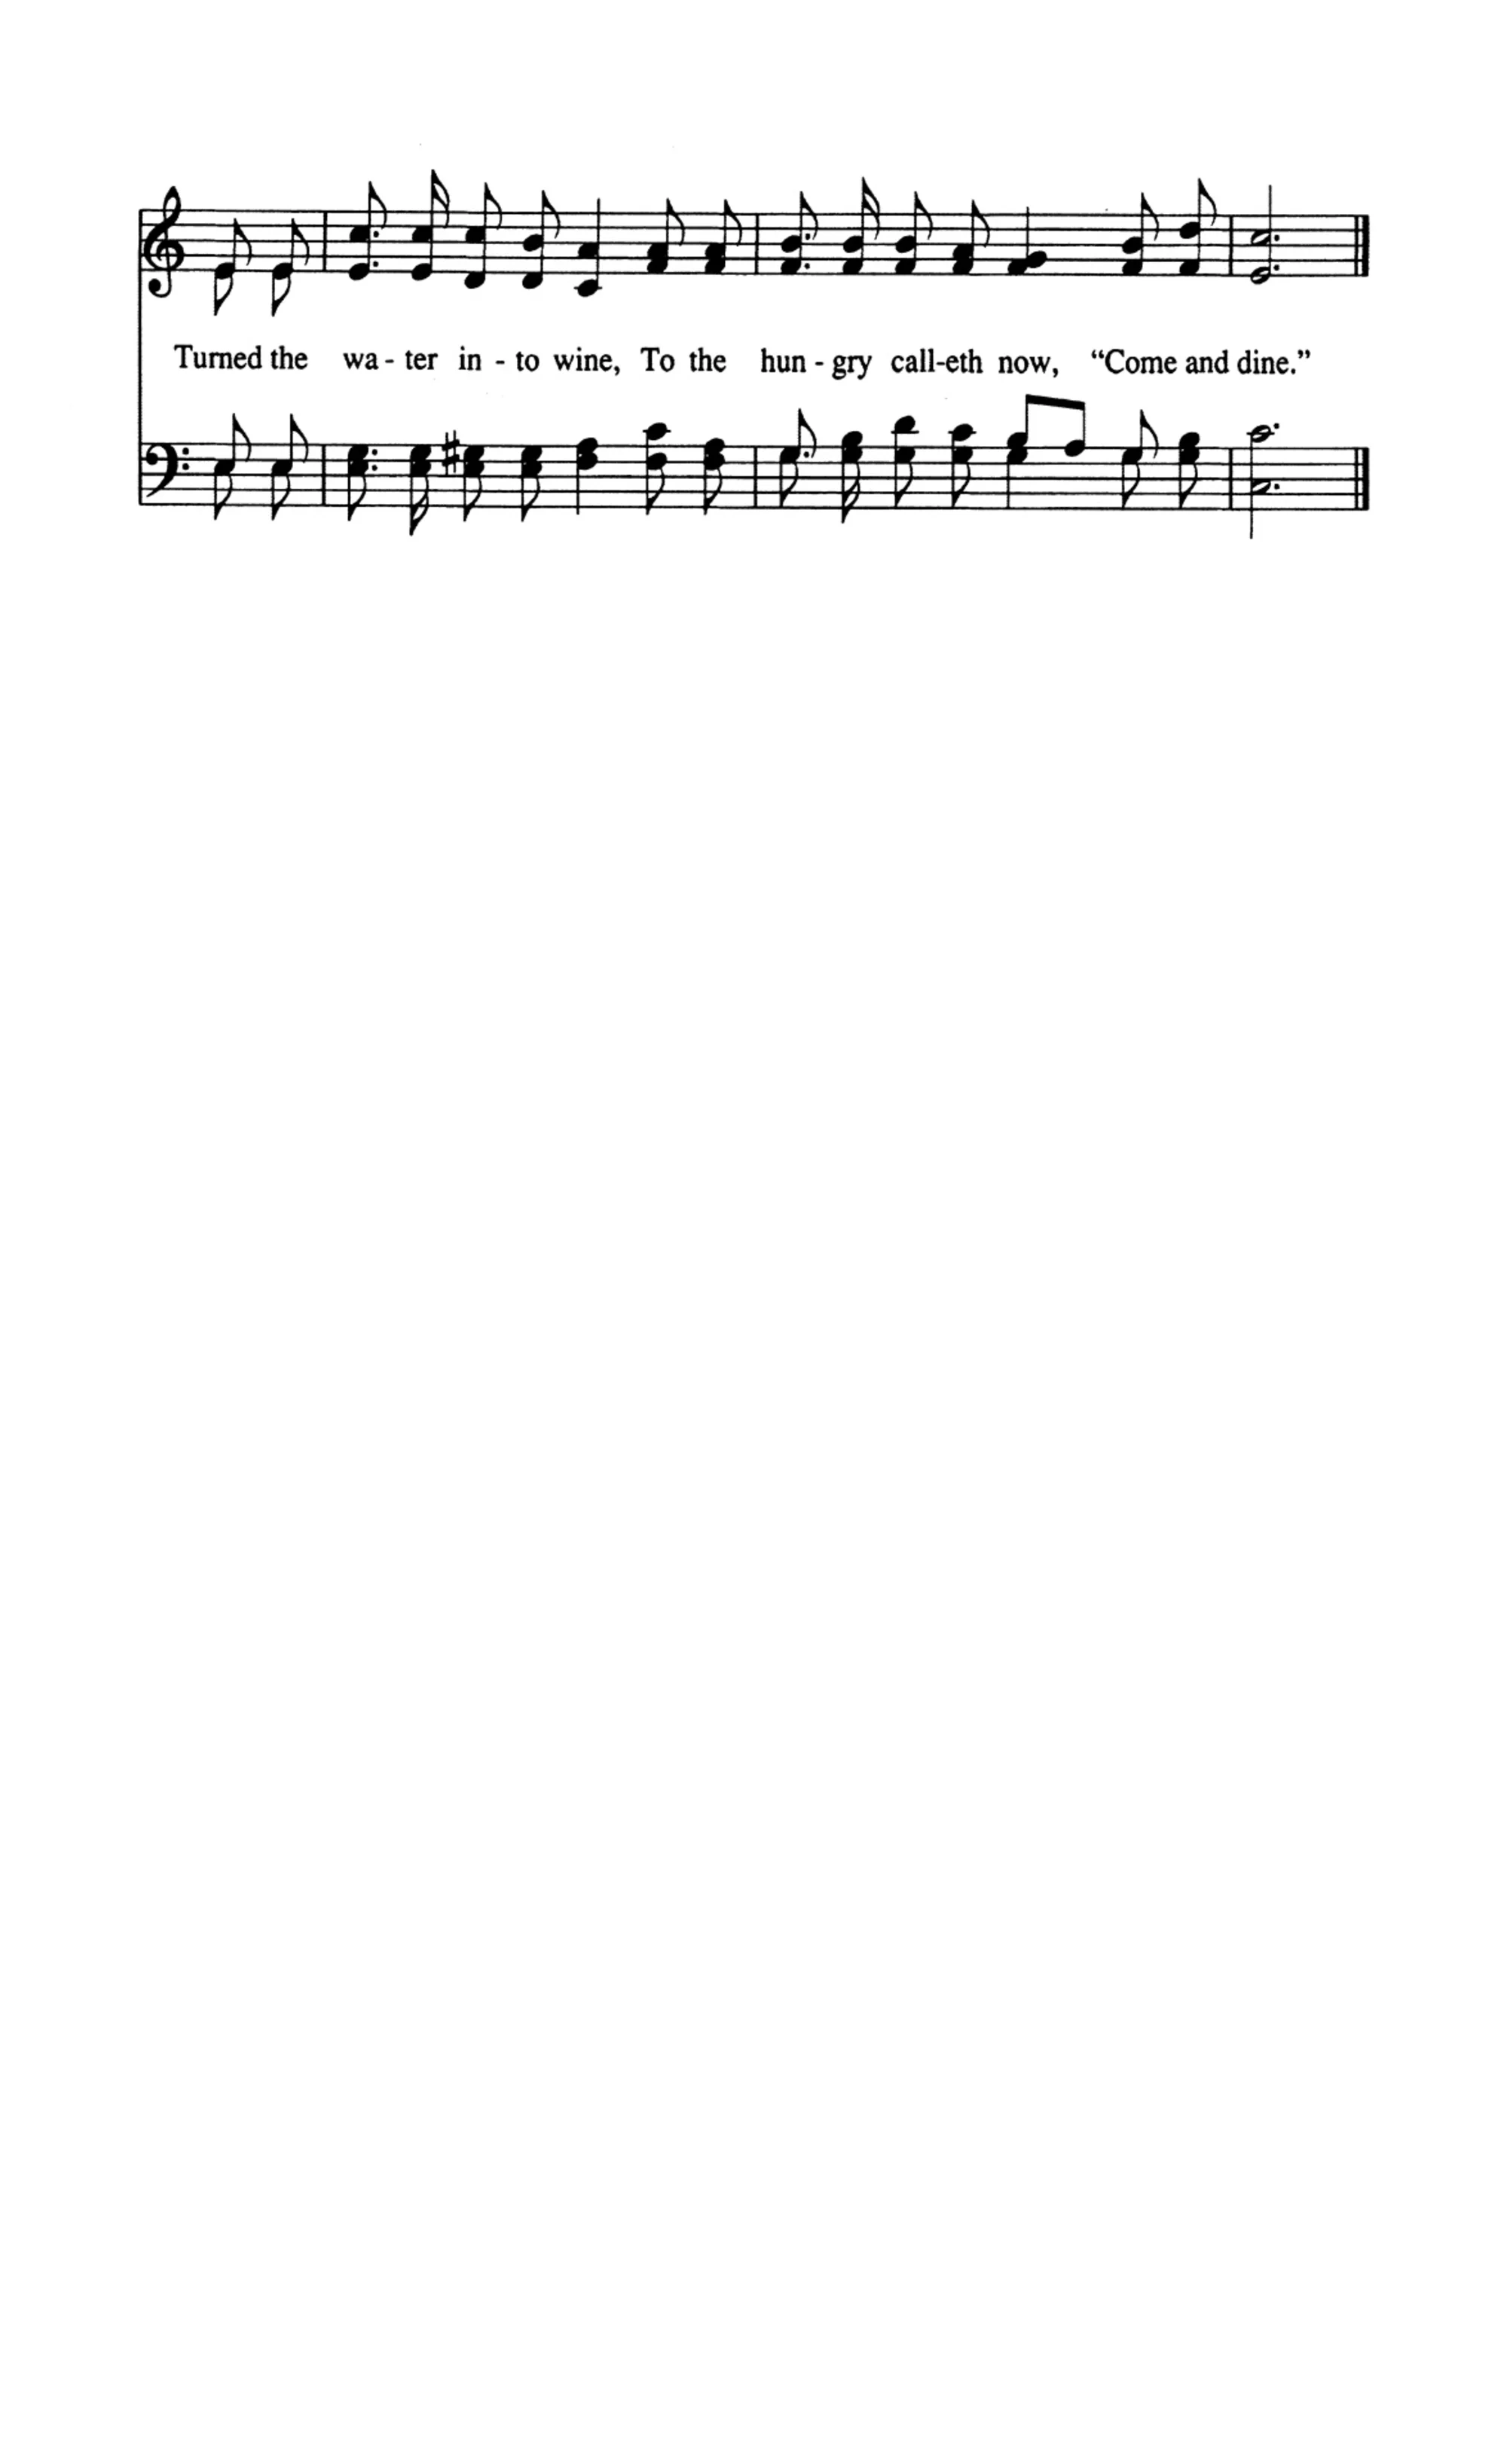 Turned the wa - ter in - to wine, To the hun - gry call-eth now, “Come and dine.”